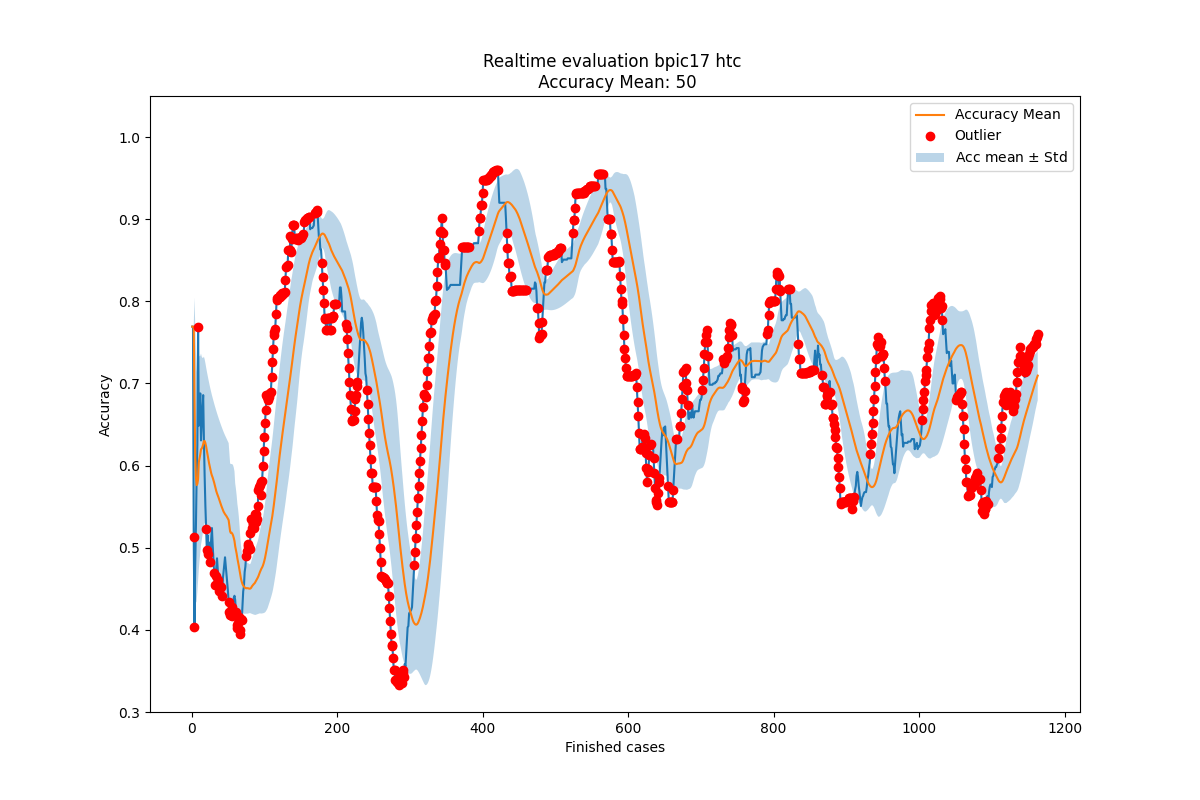 Realtime evaluation bpic17 htc
Accuracy Mean: 50
Accuracy Mean
Outlier
Acc mean ± Std
1.0
0.9
0.8
0.7
0.6
0.5
0.4
0.3
Accuracy
0 200 400 600 800 1000 1200
Finished cases